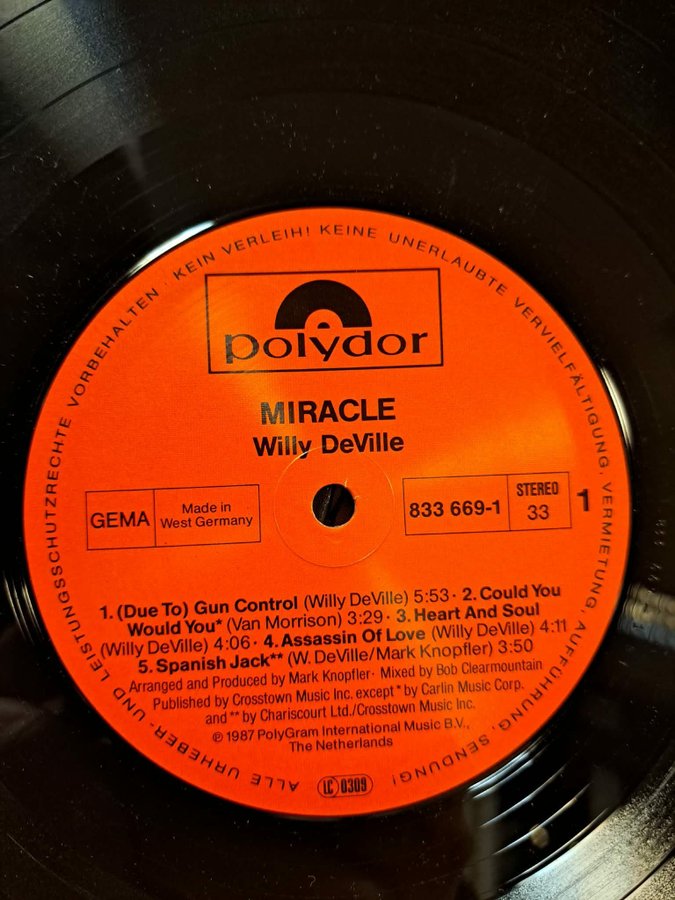 ALLE URHEBER- UND LEISTUNGSSCHUTZRECHTE VORBEHALTEN · KEIN VERLEIH! KEINE UNERLAUBTE VERVIELFÄLTIGUNG, VERMIETUNG, AUFFÜHRUNG, SENDUNG!
polydor
MIRACLE
Willy DeVille
GEMA
Made in
West Germany
833 669-1
STEREO
33
1
1. (Due To) Gun Control (Willy DeVille) 5:53 · 2. Could You
Would You* (Van Morrison) 3:29 · 3. Heart And Soul
(Willy DeVille) 4:06 · 4. Assassin Of Love (Willy DeVille) 4:11
5. Spanish Jack** (W. DeVille/Mark Knopfler) 3:50
Arranged and Produced by Mark Knopfler · Mixed by Bob Clearmountain
Published by Crosstown Music Inc. except * by Carlin Music Corp.
and ** by Chariscourt Ltd./Crosstown Music Inc.
℗ 1987 PolyGram International Music B.V.,
The Netherlands
LC 0309